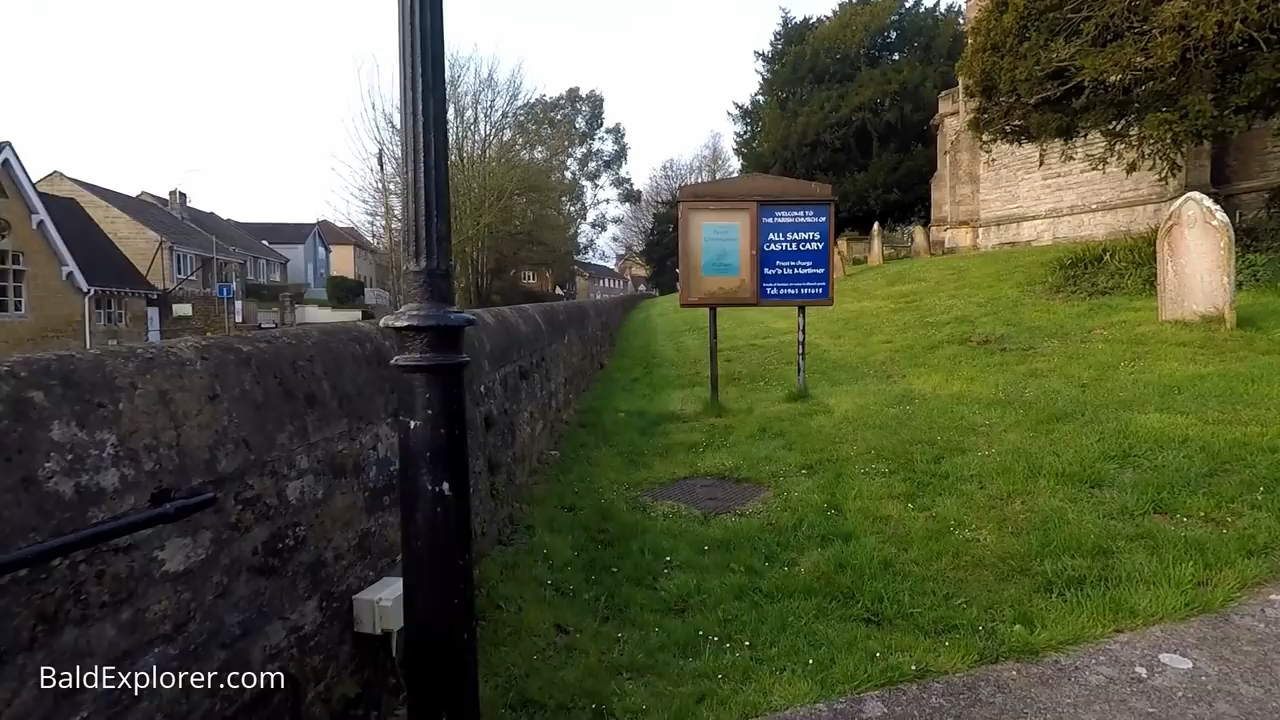 WELCOME TO
THE PARISH CHURCH OF
ALL SAINTS
CASTLE CARY
Priest in charge
Rev'd Liz Mortimer
Tel: 01963 351615
BaldExplorer.com